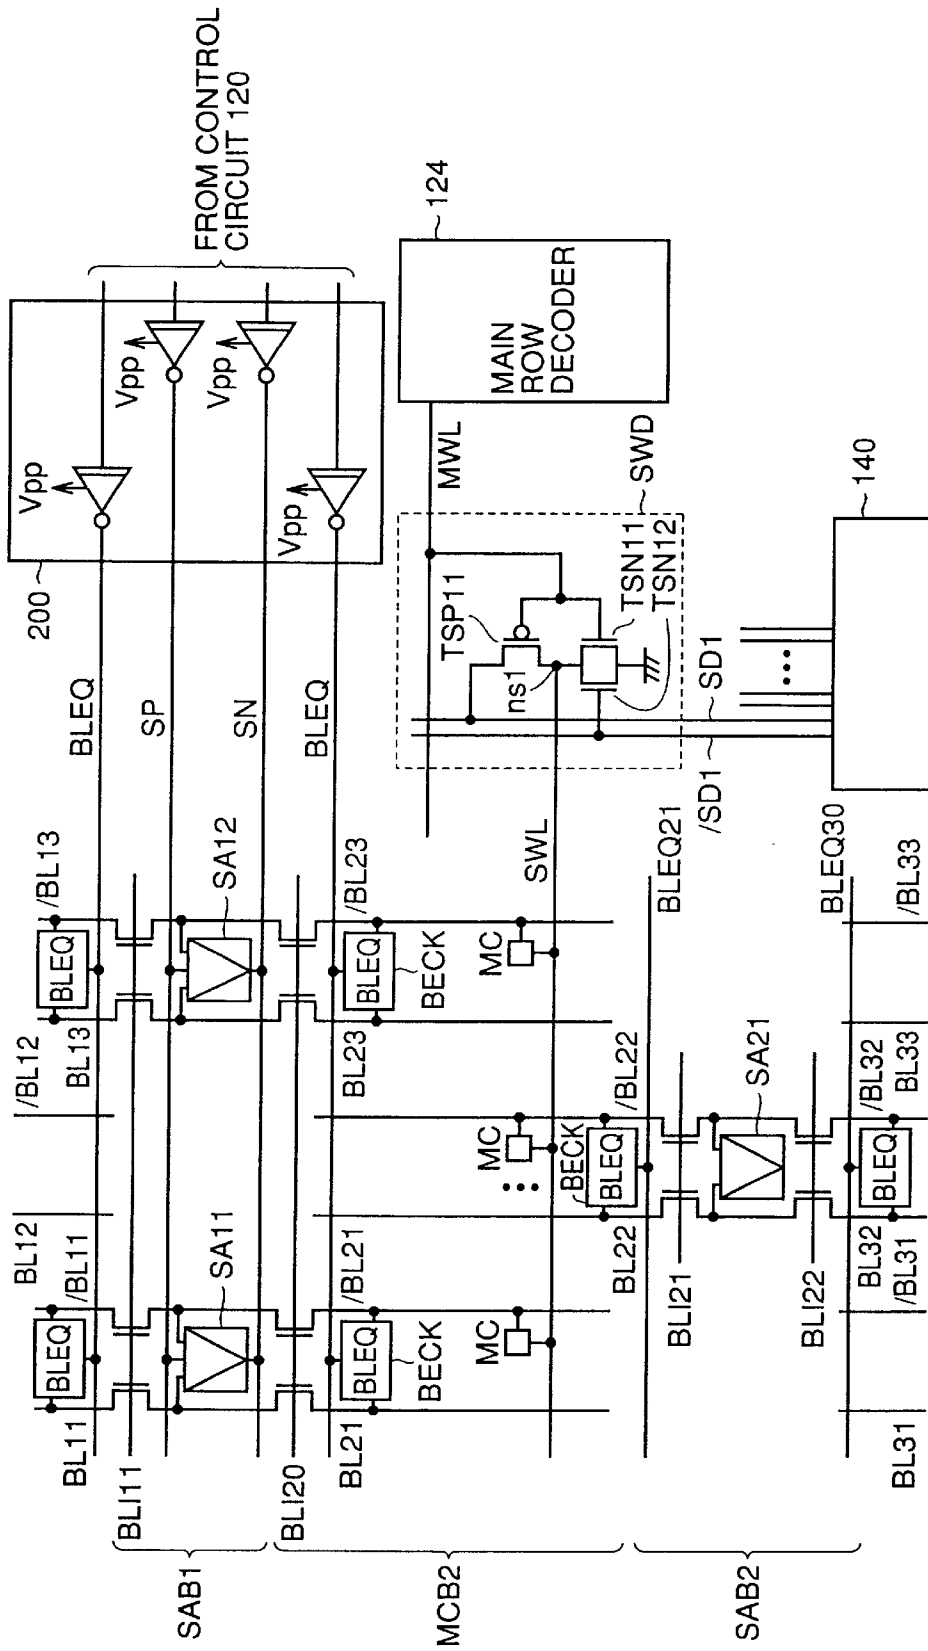 FROM CONTROL
CIRCUIT 120
Vpp
Vpp
Vpp
Vpp
200
BLEQ
SP
SN
BLEQ
124
MAIN
ROW
DECODER
MWL
SWD
TSP11
TSN11
TSN12
ns1
SD1
/SD1
140
BL11
/BL11
BL12
/BL12
BL13
/BL13
BLEQ
BLEQ
BLI11
SA11
SA12
BLI20
BL21
/BL21
BLEQ
BECK
BL23
/BL23
BLEQ
BECK
MC
MC
MC
SWL
BECK
BLEQ
BL22
/BL22
BLEQ21
BLI21
SA21
BLI22
BLEQ30
BL31
/BL31
BL32
/BL32
BLEQ
BL33
/BL33
SAB1
MCB2
SAB2